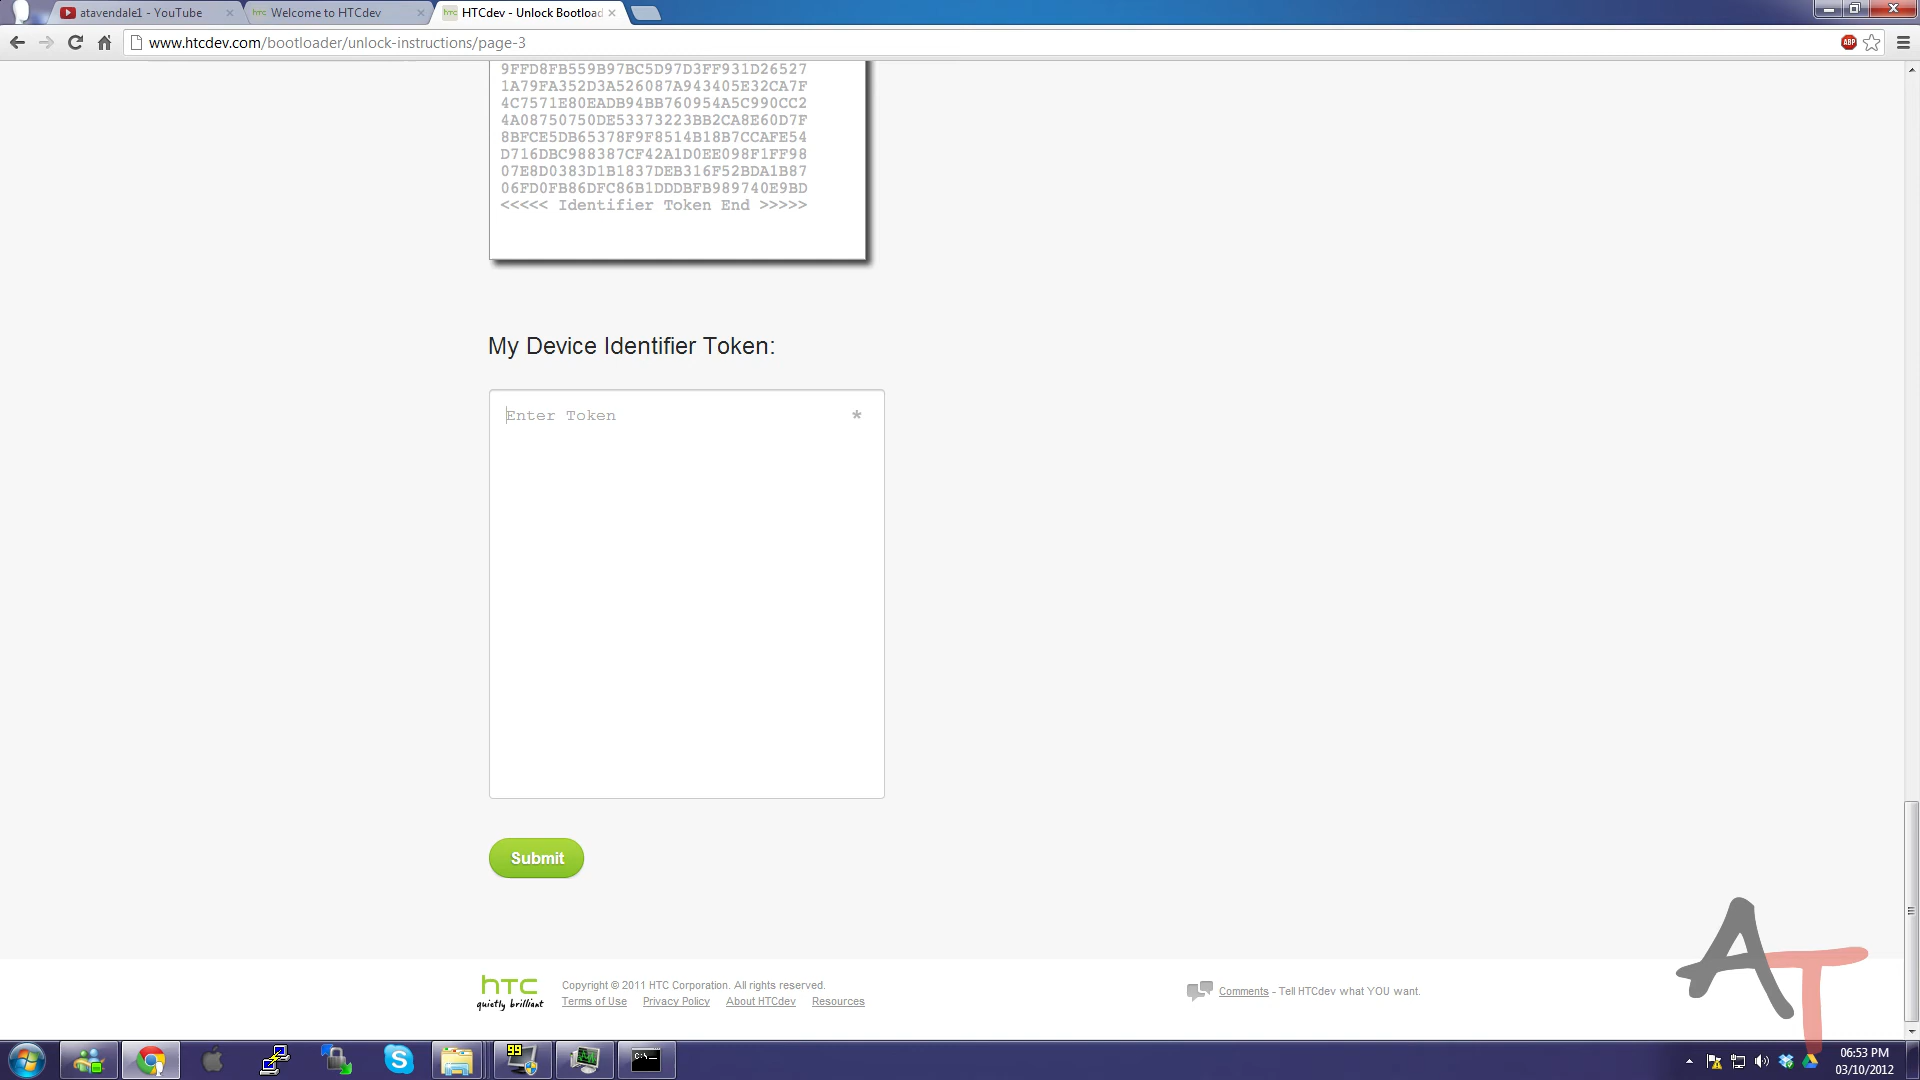 atavendale1 - YouTube
Welcome to HTCdev
HTCdev - Unlock Bootload
www.htcdev.com/bootloader/unlock-instructions/page-3
ABP
9FFD8FB559B97BC5D97D3FF931D26527
1A79FA352D3A526087A943405E32CA7F
4C7571E80EADB94BB760954A5C990CC2
4A08750750DE53373223BB2CA8E60D7F
8BFCE5DB65378F9F8514B18B7CCAFE54
D716DBC988387CF42A1D0EE098F1FF98
07E8D0383D1B1837DEB316F52BDA1B87
06FD0FB86DFC86B1DDDBFB989740E9BD
<<<<< Identifier Token End >>>>>
My Device Identifier Token:
Enter Token *
Submit
htc
quietly brilliant
Copyright © 2011 HTC Corporation. All rights reserved.
Terms of Use Privacy Policy About HTCdev Resources
Comments - Tell HTCdev what YOU want.
AT
99
C:\
06:53 PM
03/10/2012